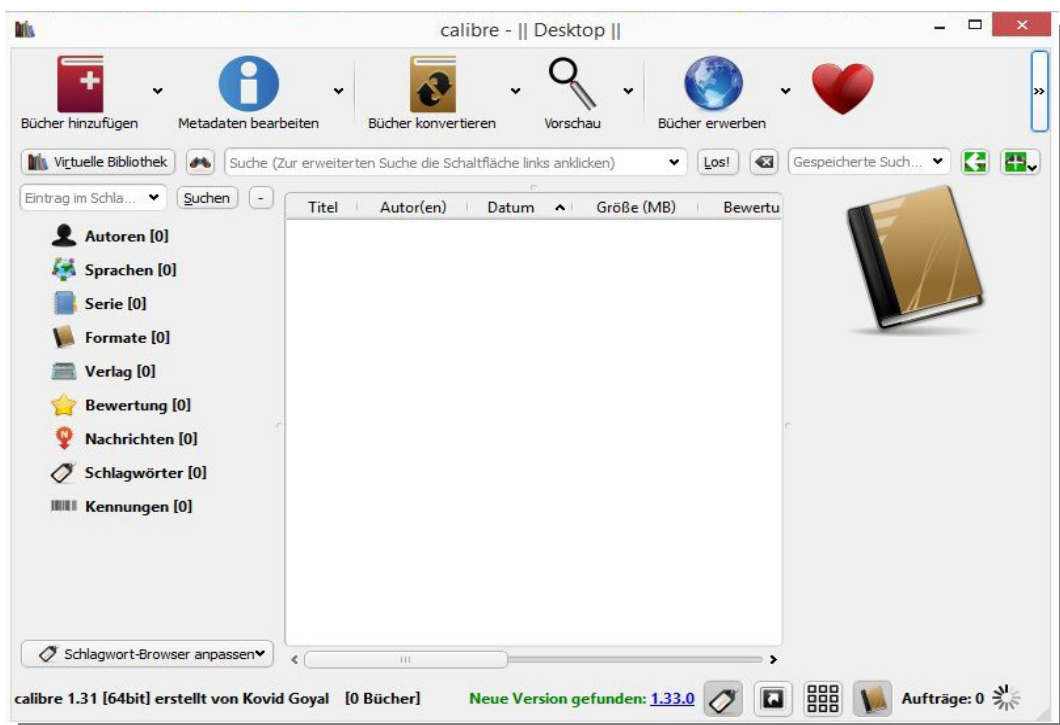 calibre - || Desktop ||
Bücher hinzufügen
Metadaten bearbeiten
Bücher konvertieren
Vorschau
Bücher erwerben
»
Virtuelle Bibliothek
Suche (Zur erweiterten Suche die Schaltfläche links anklicken)
Los!
Gespeicherte Such...
Eintrag im Schla...
Suchen
-
Titel Autor(en) Datum Größe (MB) Bewertu
Autoren [0]
Sprachen [0]
Serie [0]
Formate [0]
Verlag [0]
Bewertung [0]
Nachrichten [0]
Schlagwörter [0]
Kennungen [0]
Schlagwort-Browser anpassen
calibre 1.31 [64bit] erstellt von Kovid Goyal [0 Bücher] Neue Version gefunden: 1.33.0 Aufträge: 0